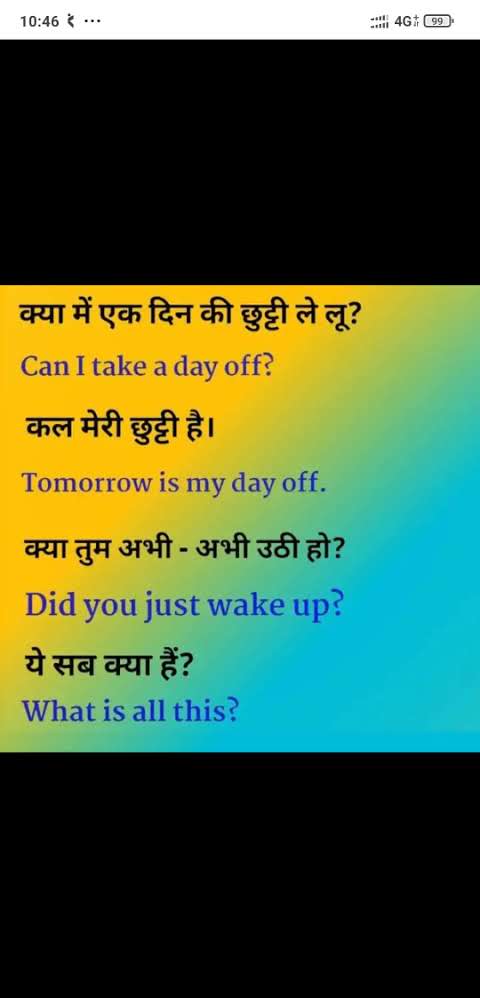 10:46 ...
4G 99
क्या में एक दिन की छुट्टी ले लू?
Can I take a day off?
कल मेरी छुट्टी है।
Tomorrow is my day off.
क्या तुम अभी - अभी उठी हो?
Did you just wake up?
ये सब क्या हैं?
What is all this?